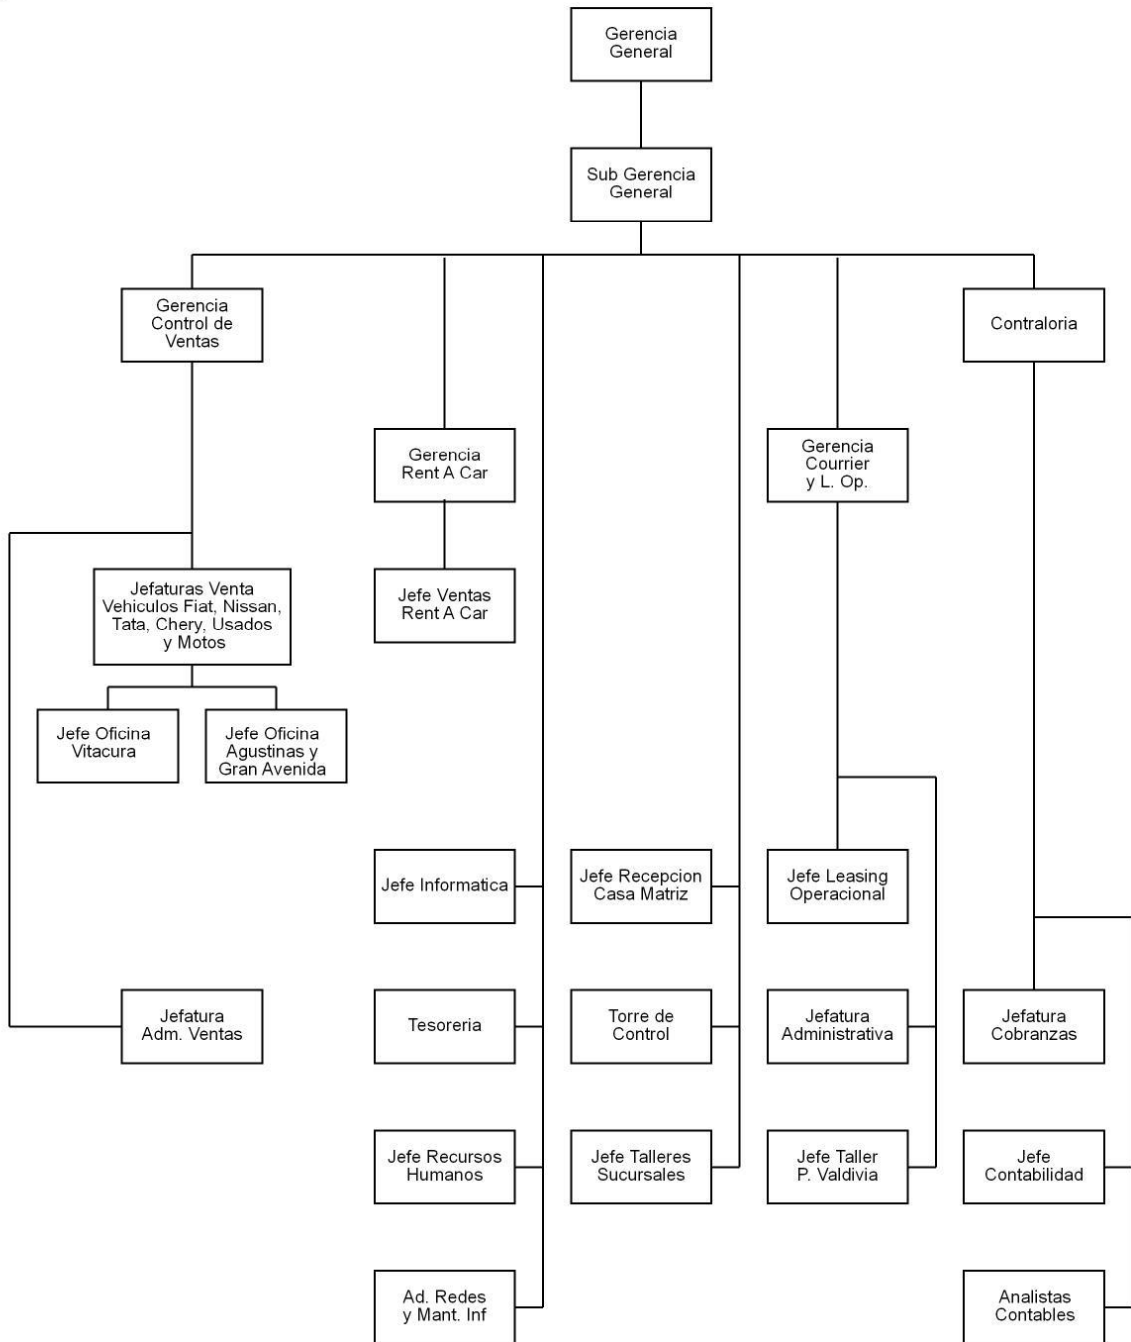 Gerencia
General
Sub Gerencia
General
Gerencia
Control de
Ventas
Contraloria
Gerencia
Rent A Car
Gerencia
Courrier
y L. Op.
Jefaturas Venta
Vehiculos Fiat, Nissan,
Tata, Chery, Usados
y Motos
Jefe Ventas
Rent A Car
Jefe Oficina
Vitacura
Jefe Oficina
Agustinas y
Gran Avenida
Jefe Informatica
Jefe Recepcion
Casa Matriz
Jefe Leasing
Operacional
Jefatura
Adm. Ventas
Tesoreria
Torre de
Control
Jefatura
Administrativa
Jefatura
Cobranzas
Jefe Recursos
Humanos
Jefe Talleres
Sucursales
Jefe Taller
P. Valdivia
Jefe
Contabilidad
Ad. Redes
y Mant. Inf
Analistas
Contables